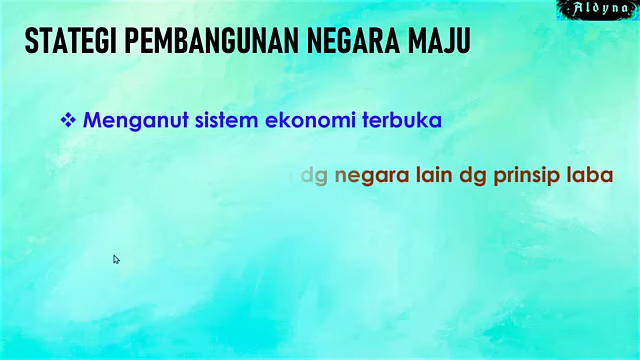 Aldyna
STATEGI PEMBANGUNAN NEGARA MAJU
❖ Menganut sistem ekonomi terbuka
dg negara lain dg prinsip laba